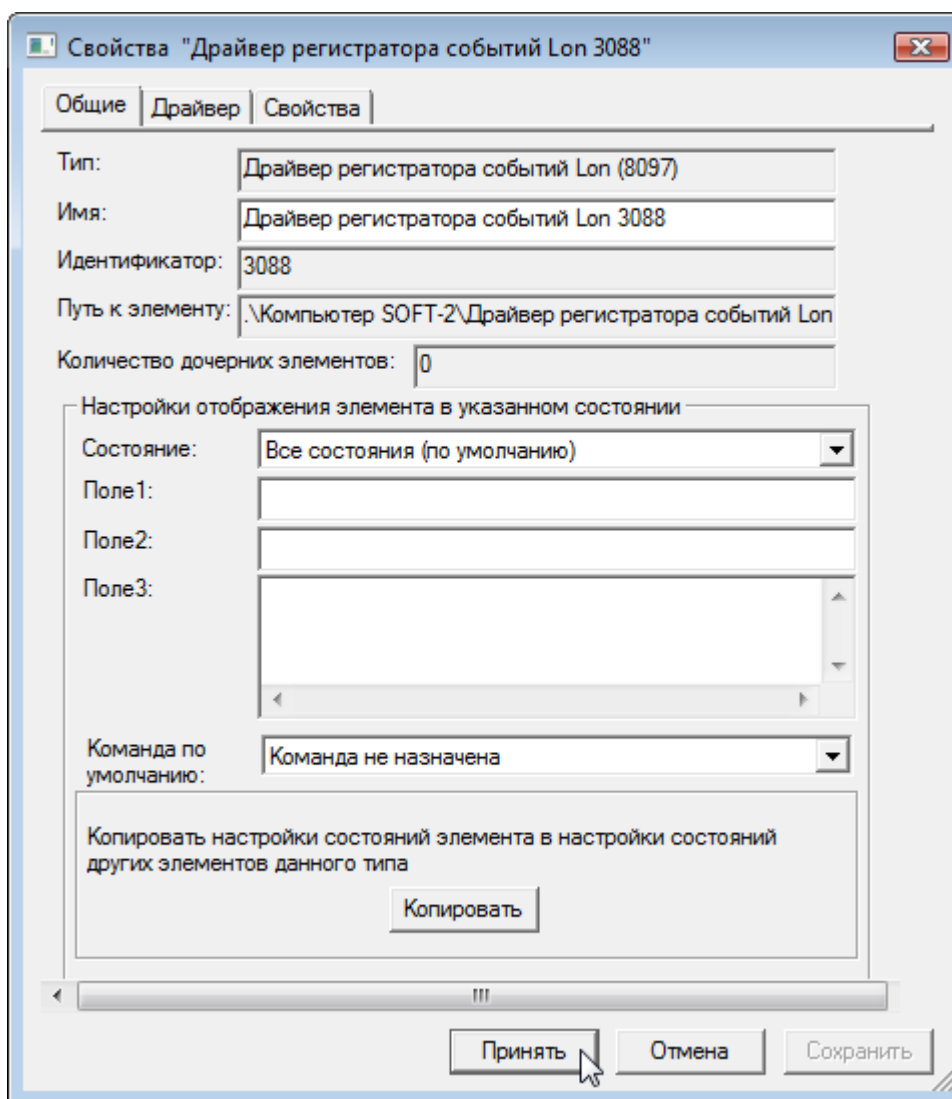 Свойства "Драйвер регистратора событий Lon 3088"
Общие Драйвер Свойства
Тип: Драйвер регистратора событий Lon (8097)
Имя: Драйвер регистратора событий Lon 3088
Идентификатор: 3088
Путь к элементу: .\Компьютер SOFT-2\Драйвер регистратора событий Lon
Количество дочерних элементов: 0
Настройки отображения элемента в указанном состоянии
Состояние: Все состояния (по умолчанию)
Поле1:
Поле2:
Поле3:
Команда по
умолчанию: Команда не назначена
Копировать настройки состояний элемента в настройки состояний
других элементов данного типа
Копировать
Принять Отмена Сохранить